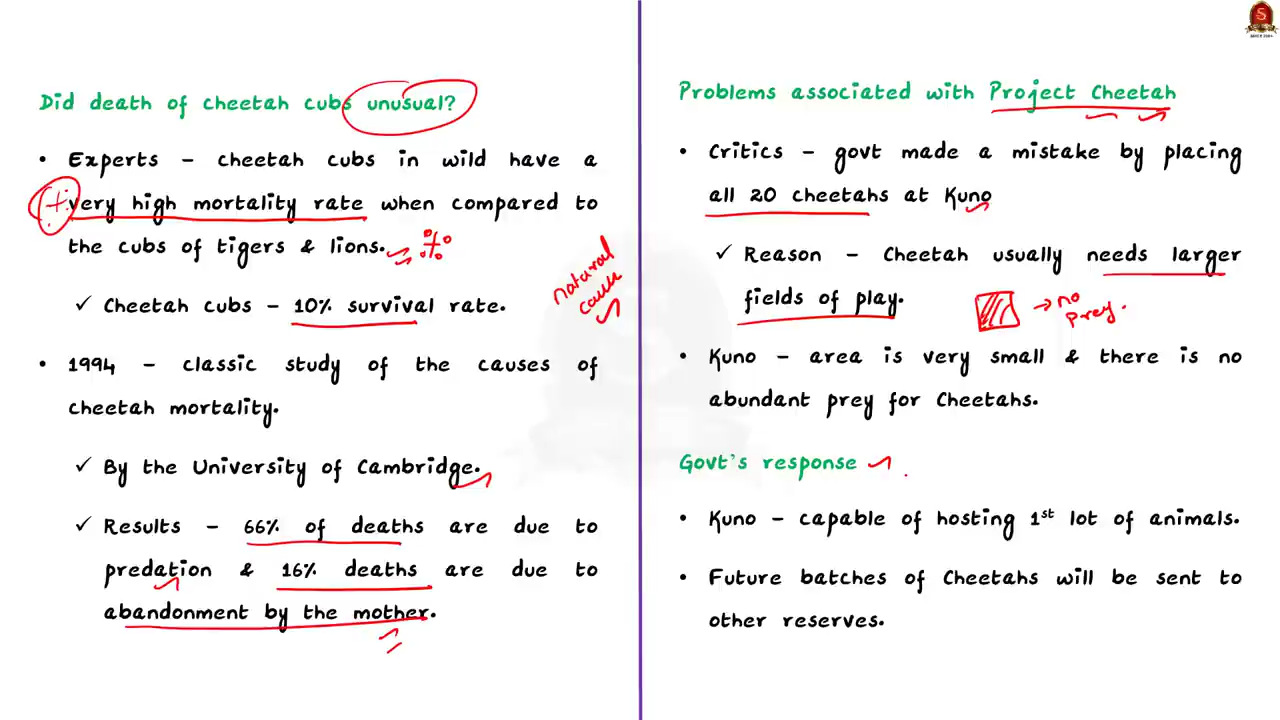 Did death of cheetah cubs unusual?
• Experts – cheetah cubs in wild have a
very high mortality rate when compared to
the cubs of tigers & lions.
✓ Cheetah cubs – 10% survival rate.
natural
cause
• 1994 – classic study of the causes of
cheetah mortality.
✓ By the University of Cambridge.
✓ Results – 66% of deaths are due to
predation & 16% deaths are due to
abandonment by the mother.
Problems associated with Project Cheetah
• Critics – govt made a mistake by placing
all 20 cheetahs at Kuno
✓ Reason – Cheetah usually needs larger
fields of play.
→ no
prey.
• Kuno – area is very small & there is no
abundant prey for Cheetahs.
Govt's response
• Kuno – capable of hosting 1st lot of animals.
• Future batches of Cheetahs will be sent to
other reserves.